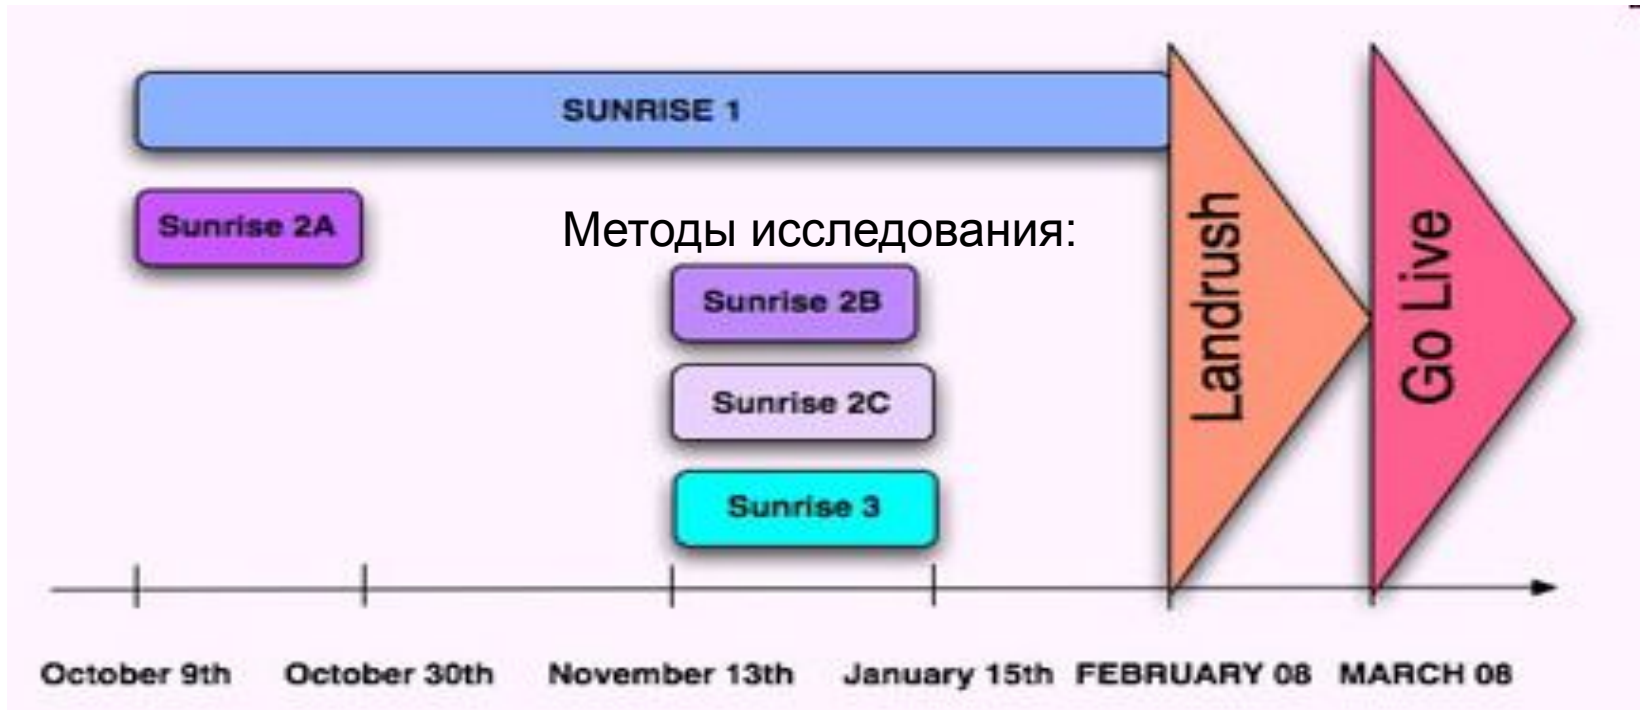 SUNRISE 1
Sunrise 2A
Методы исследования:
Sunrise 2B
Sunrise 2C
Sunrise 3
Landrush
Go Live
October 9th October 30th November 13th January 15th FEBRUARY 08 MARCH 08